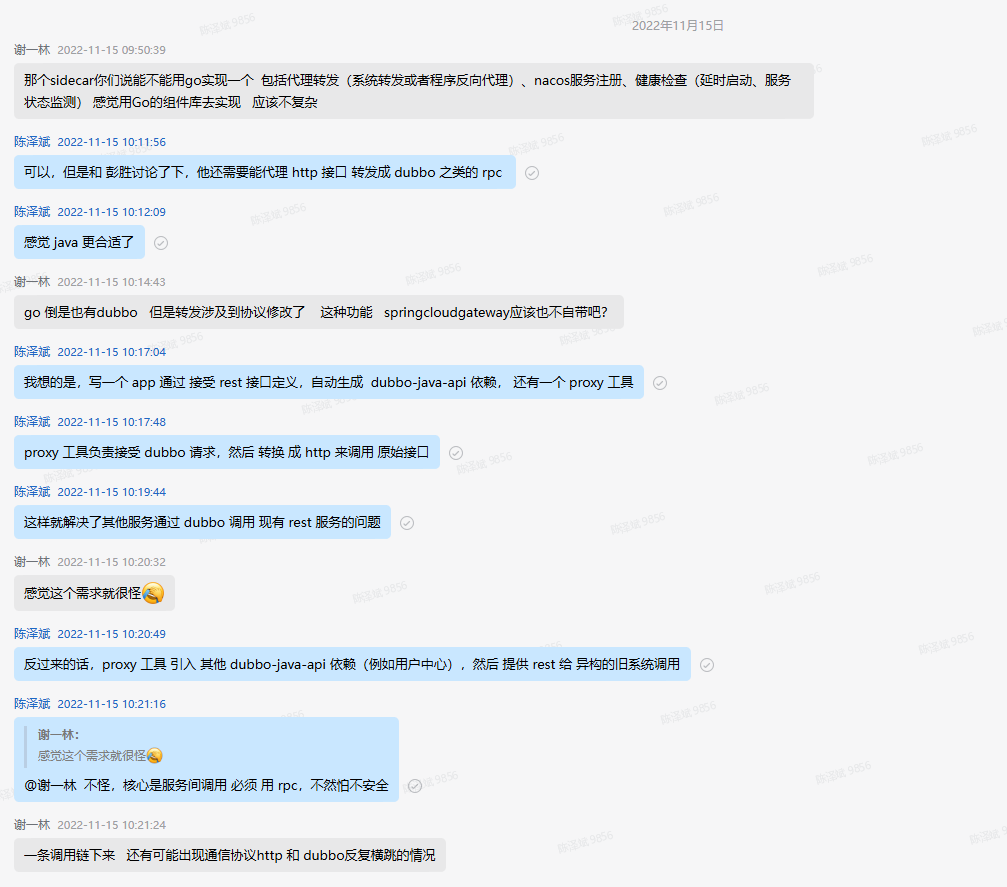 2022年11月15日
谢一林 2022-11-15 09:50:39
那个sidecar你们说能不能用go实现一个 包括代理转发（系统转发或者程序反向代理）、nacos服务注册、健康检查（延时启动、服务
状态监测） 感觉用Go的组件库去实现 应该不复杂
陈泽斌 2022-11-15 10:11:56
可以，但是和 彭胜讨论了下，他还需要能代理 http 接口 转发成 dubbo 之类的 rpc
陈泽斌 2022-11-15 10:12:09
感觉 java 更合适了
谢一林 2022-11-15 10:14:43
go 倒是也有dubbo 但是转发涉及到协议修改了 这种功能 springcloudgateway应该也不自带吧?
陈泽斌 2022-11-15 10:17:04
我想的是，写一个 app 通过 接受 rest 接口定义，自动生成 dubbo-java-api 依赖， 还有一个 proxy 工具
陈泽斌 2022-11-15 10:17:48
proxy 工具负责接受 dubbo 请求，然后 转换 成 http 来调用 原始接口
陈泽斌 2022-11-15 10:19:44
这样就解决了其他服务通过 dubbo 调用 现有 rest 服务的问题
谢一林 2022-11-15 10:20:32
感觉这个需求就很怪
陈泽斌 2022-11-15 10:20:49
反过来的话，proxy 工具 引入 其他 dubbo-java-api 依赖（例如用户中心），然后 提供 rest 给 异构的旧系统调用
陈泽斌 2022-11-15 10:21:16
谢一林：
感觉这个需求就很怪
@谢一林 不怪，核心是服务间调用 必须 用 rpc，不然怕不安全
谢一林 2022-11-15 10:21:24
一条调用链下来 还有可能出现通信协议http 和 dubbo反复横跳的情况
陈泽斌 9856